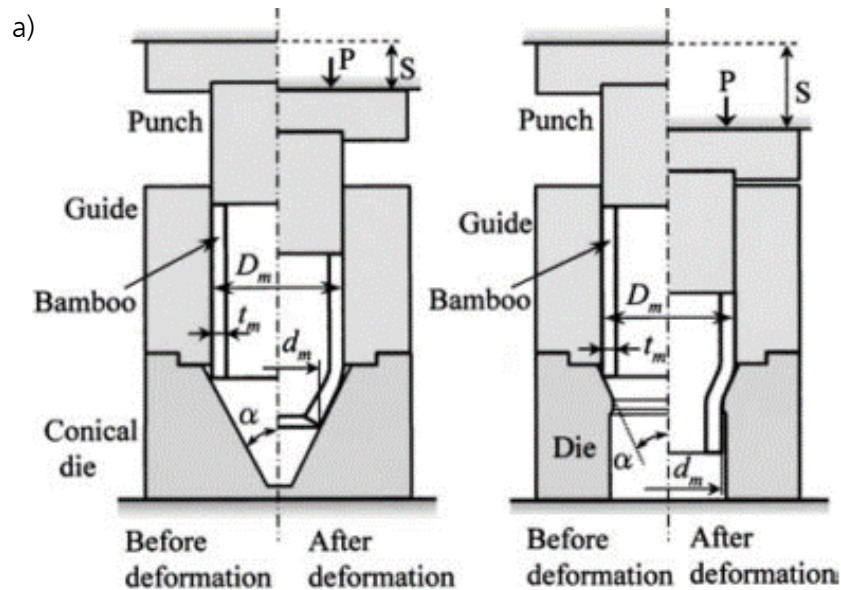 a)
P
S
Punch
Guide
Bamboo
D_m
t_m
d_m
α
Conical
die
Before
deformation
After
deformation
P
S
Punch
Guide
Bamboo
D_m
t_m
Die
α
d_m
Before
deformation
After
deformation